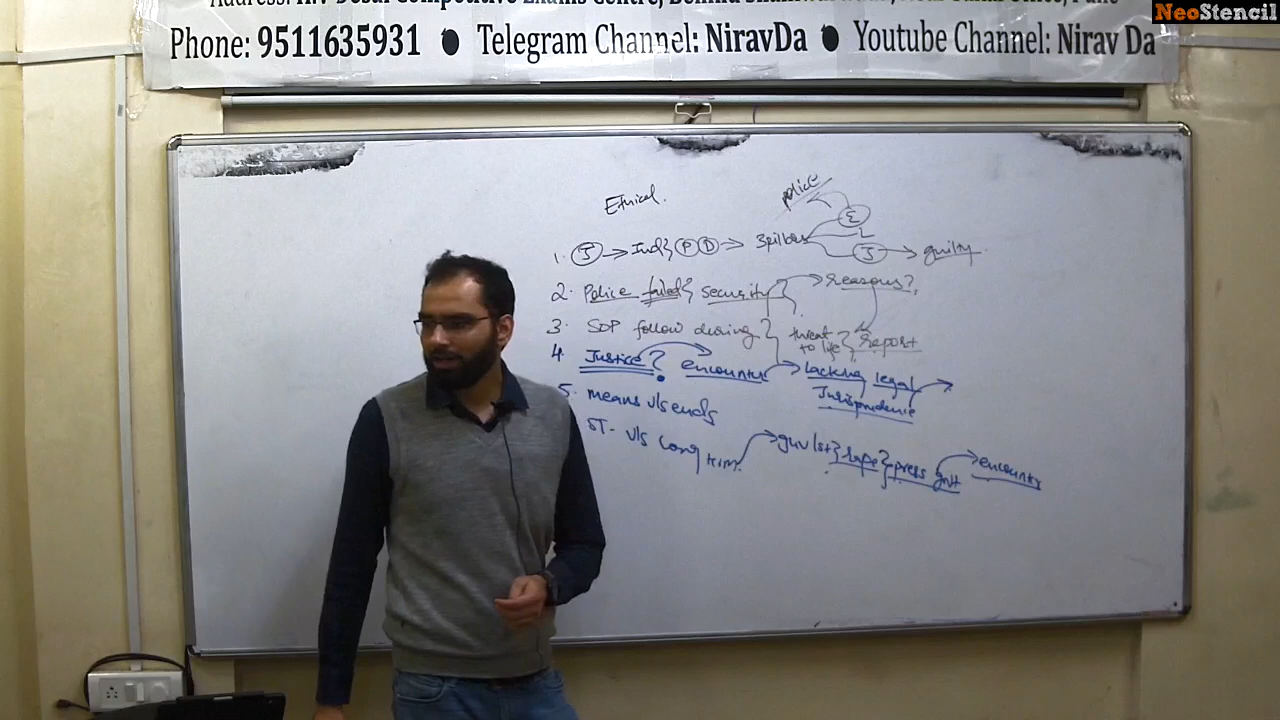 NeoStencil
Phone: 9511635931 ● Telegram Channel: NiravDa ● Youtube Channel: Nirav Da
Ethical.
police
1. J → Ind} P D → 3 pillars E L J → guilty
2. Police failed} security } → Reasons?
3. SOP follow during } threat to life } Report
4. Justice? encounter → lacking legal Jurisprudence →
5. means v/s ends
ST - v/s long term → rape} press govt → encounter